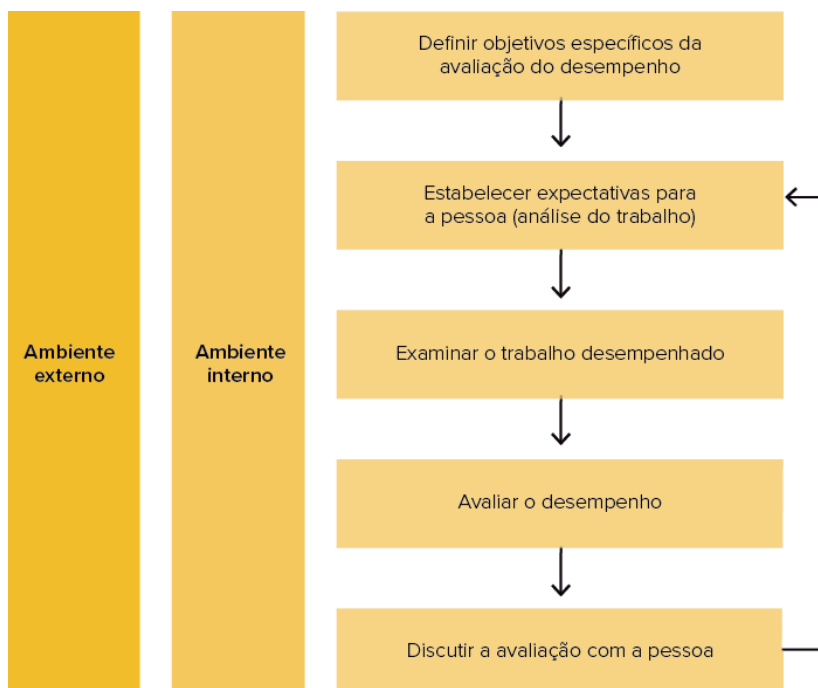 Definir objetivos específicos da
avaliação do desempenho
Estabelecer expectativas para
a pessoa (análise do trabalho)
Ambiente
externo
Ambiente
interno
Examinar o trabalho desempenhado
Avaliar o desempenho
Discutir a avaliação com a pessoa